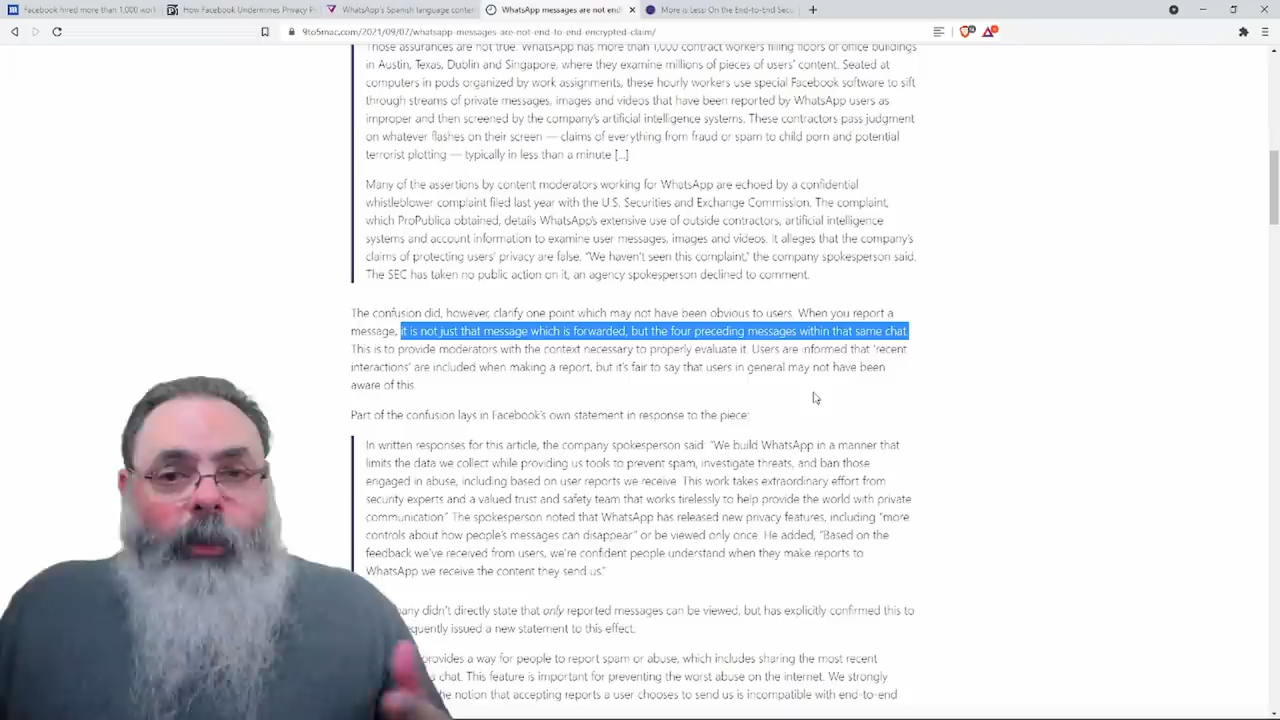 Facebook hired more than 1,000 work
How Facebook Undermines Privacy P
WhatsApp's Spanish language conten
WhatsApp messages are not end
More is Less: On the End-to-End Secu
9to5mac.com/2021/09/07/whatsapp-messages-are-not-end-to-end-encrypted-claim/
Those assurances are not true. WhatsApp has more than 1,000 contract workers filling floors of office buildings
in Austin, Texas, Dublin and Singapore, where they examine millions of pieces of users' content. Seated at
computers in pods organized by work assignments, these hourly workers use special Facebook software to sift
through streams of private messages, images and videos that have been reported by WhatsApp users as
improper and then screened by the company's artificial intelligence systems. These contractors pass judgment
on whatever flashes on their screen — claims of everything from fraud or spam to child porn and potential
terrorist plotting — typically in less than a minute […]
Many of the assertions by content moderators working for WhatsApp are echoed by a confidential
whistleblower complaint filed last year with the U.S. Securities and Exchange Commission. The complaint,
which ProPublica obtained, details WhatsApp's extensive use of outside contractors, artificial intelligence
systems and account information to examine user messages, images and videos. It alleges that the company's
claims of protecting users' privacy are false. "We haven't seen this complaint," the company spokesperson said.
The SEC has taken no public action on it; an agency spokesperson declined to comment.
The confusion did, however, clarify one point which may not have been obvious to users. When you report a
message, it is not just that message which is forwarded, but the four preceding messages within that same chat.
This is to provide moderators with the context necessary to properly evaluate it. Users are informed that 'recent
interactions' are included when making a report, but it's fair to say that users in general may not have been
aware of this.
Part of the confusion lays in Facebook's own statement in response to the piece:
In written responses for this article, the company spokesperson said: "We build WhatsApp in a manner that
limits the data we collect while providing us tools to prevent spam, investigate threats, and ban those
engaged in abuse, including based on user reports we receive. This work takes extraordinary effort from
security experts and a valued trust and safety team that works tirelessly to help provide the world with private
communication." The spokesperson noted that WhatsApp has released new privacy features, including "more
controls about how people's messages can disappear" or be viewed only once. He added, "Based on the
feedback we've received from users, we're confident people understand when they make reports to
WhatsApp we receive the content they send us."
didn't directly state that only reported messages can be viewed, but has explicitly confirmed this to
issued a new statement to this effect.
provides a way for people to report spam or abuse, which includes sharing the most recent
chat. This feature is important for preventing the worst abuse on the internet. We strongly
the notion that accepting reports a user chooses to send us is incompatible with end-to-end